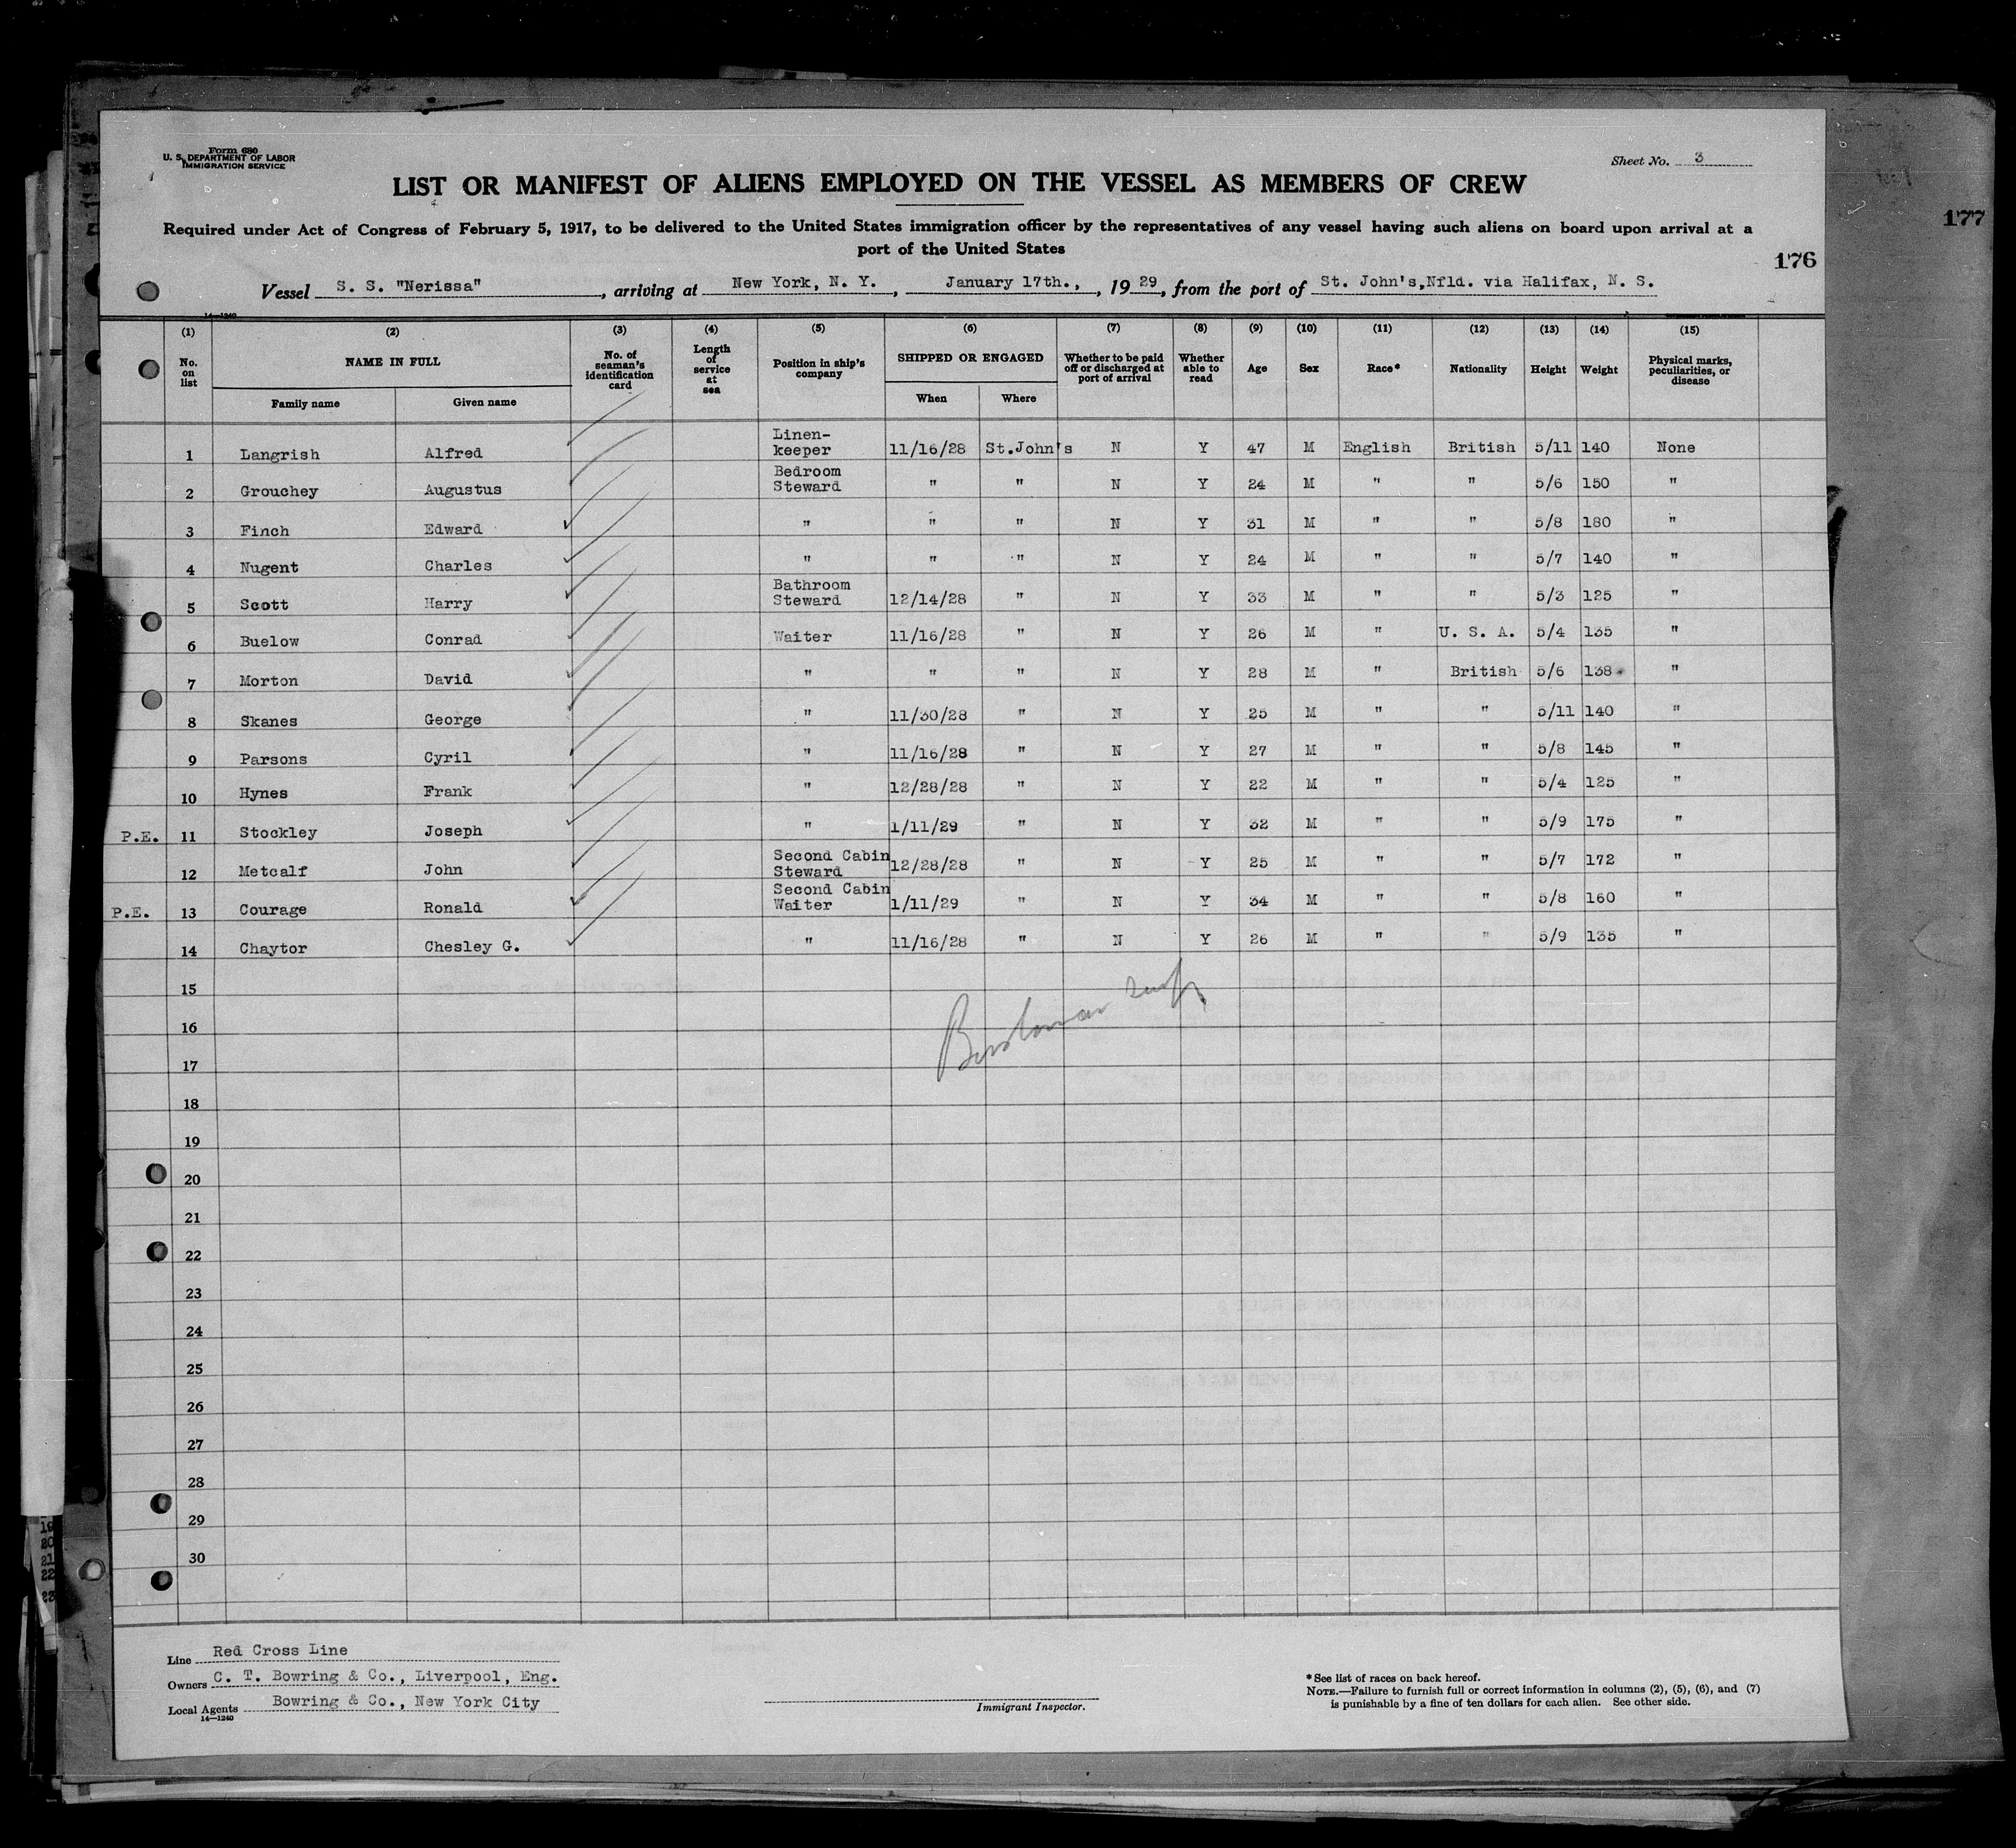 Form 680
U. S. DEPARTMENT OF LABOR
IMMIGRATION SERVICE
Sheet No. 3
LIST OR MANIFEST OF ALIENS EMPLOYED ON THE VESSEL AS MEMBERS OF CREW
Required under Act of Congress of February 5, 1917, to be delivered to the United States immigration officer by the representatives of any vessel having such aliens on board upon arrival at a
port of the United States
177
176
Vessel S. S. "Nerissa", arriving at New York, N. Y., January 17th., 1929, from the port of St. John's,Nfld. via Halifax, N. S.
14—1240
(1) (2) (3) (4) (5) (6) (7) (8) (9) (10) (11) (12) (13) (14) (15)
No. on list NAME IN FULL No. of seaman's identification card Length of service at sea Position in ship's company SHIPPED OR ENGAGED Whether to be paid off or discharged at port of arrival Whether able to read Age Sex Race* Nationality Height Weight Physical marks, peculiarities, or disease
Family name Given name When Where
1 Langrish Alfred Linen-keeper 11/16/28 St.John's N Y 47 M English British 5/11 140 None
2 Grouchey Augustus Bedroom Steward " " N Y 24 M " " 5/6 150 "
3 Finch Edward " " " N Y 31 M " " 5/8 180 "
4 Nugent Charles " " " N Y 24 M " " 5/7 140 "
5 Scott Harry Bathroom Steward 12/14/28 " N Y 33 M " " 5/3 125 "
6 Buelow Conrad Waiter 11/16/28 " N Y 26 M " U. S. A. 5/4 135 "
7 Morton David " " " N Y 28 M " British 5/6 138 "
8 Skanes George " 11/30/28 " N Y 25 M " " 5/11 140 "
9 Parsons Cyril " 11/16/28 " N Y 27 M " " 5/8 145 "
10 Hynes Frank " 12/28/28 " N Y 22 M " " 5/4 125 "
P.E. 11 Stockley Joseph " 1/11/29 " N Y 32 M " " 5/9 175 "
12 Metcalf John Second Cabin Steward 12/28/28 " N Y 25 M " " 5/7 172 "
P.E. 13 Courage Ronald Second Cabin Waiter 1/11/29 " N Y 34 M " " 5/8 160 "
14 Chaytor Chesley G. " 11/16/28 " N Y 26 M " " 5/9 135 "
15
16
17
18
19
20
21
22
23
24
25
26
27
28
29
30
Line Red Cross Line
Owners C. T. Bowring & Co., Liverpool, Eng.
Local Agents Bowring & Co., New York City
14—1240
Immigrant Inspector.
*See list of races on back hereof.
NOTE.—Failure to furnish full or correct information in columns (2), (5), (6), and (7)
is punishable by a fine of ten dollars for each alien. See other side.
19
20
21
22
23